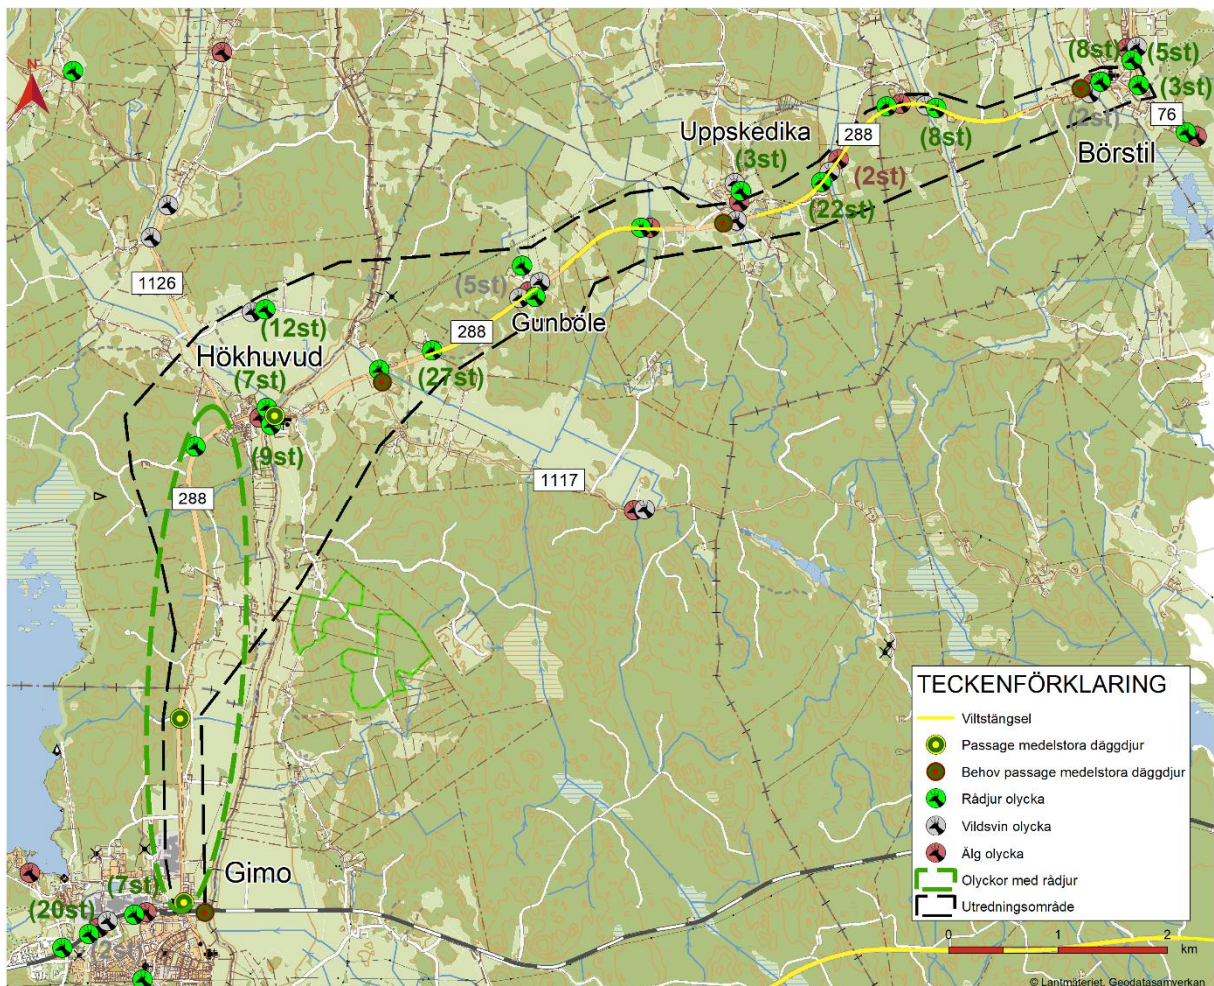 N
(8st)
(5st)
(3st)
(2st)
76
Börstil
Uppskedika
288
(8st)
(3st)
(2st)
(22st)
1126
(5st)
Gunböle
288
(12st)
Hökhuvud
(7st)
(27st)
(9st)
1117
288
TECKENFÖRKLARING
Viltstängsel
Passage medelstora däggdjur
Behov passage medelstora däggdjur
Rådjur olycka
Vildsvin olycka
Älg olycka
Olyckor med rådjur
Utredningsområde
Gimo
(7st)
(20st)
(2st)
0 1 2
km
© Lantmäteriet, Geodatasamverkan